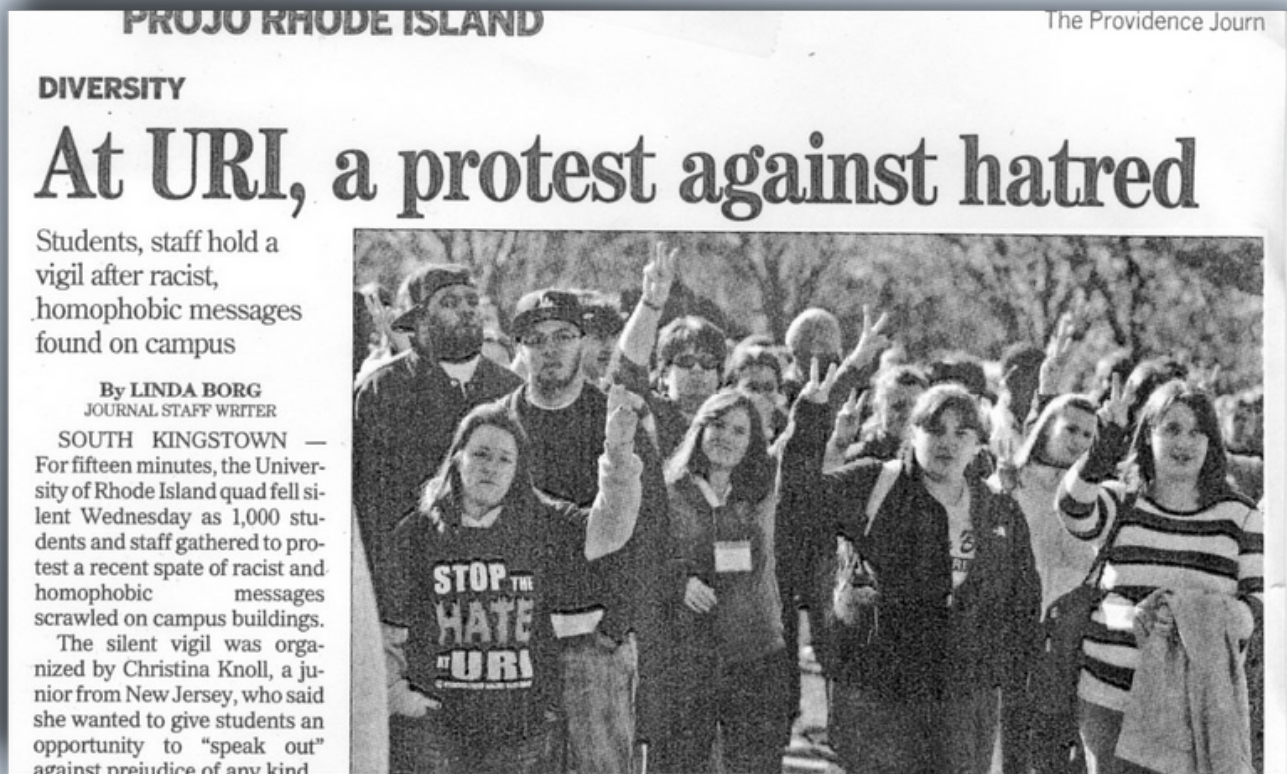 PROJO RHODE ISLAND
The Providence Journ
DIVERSITY
At URI, a protest against hatred
Students, staff hold a
vigil after racist,
homophobic messages
found on campus
By LINDA BORG
JOURNAL STAFF WRITER
SOUTH KINGSTOWN —
For fifteen minutes, the Univer-
sity of Rhode Island quad fell si-
lent Wednesday as 1,000 stu-
dents and staff gathered to pro-
test a recent spate of racist and
homophobic messages
scrawled on campus buildings.
The silent vigil was orga-
nized by Christina Knoll, a ju-
nior from New Jersey, who said
she wanted to give students an
opportunity to “speak out”
against prejudice of any kind
STOP THE
HATE
AT URI